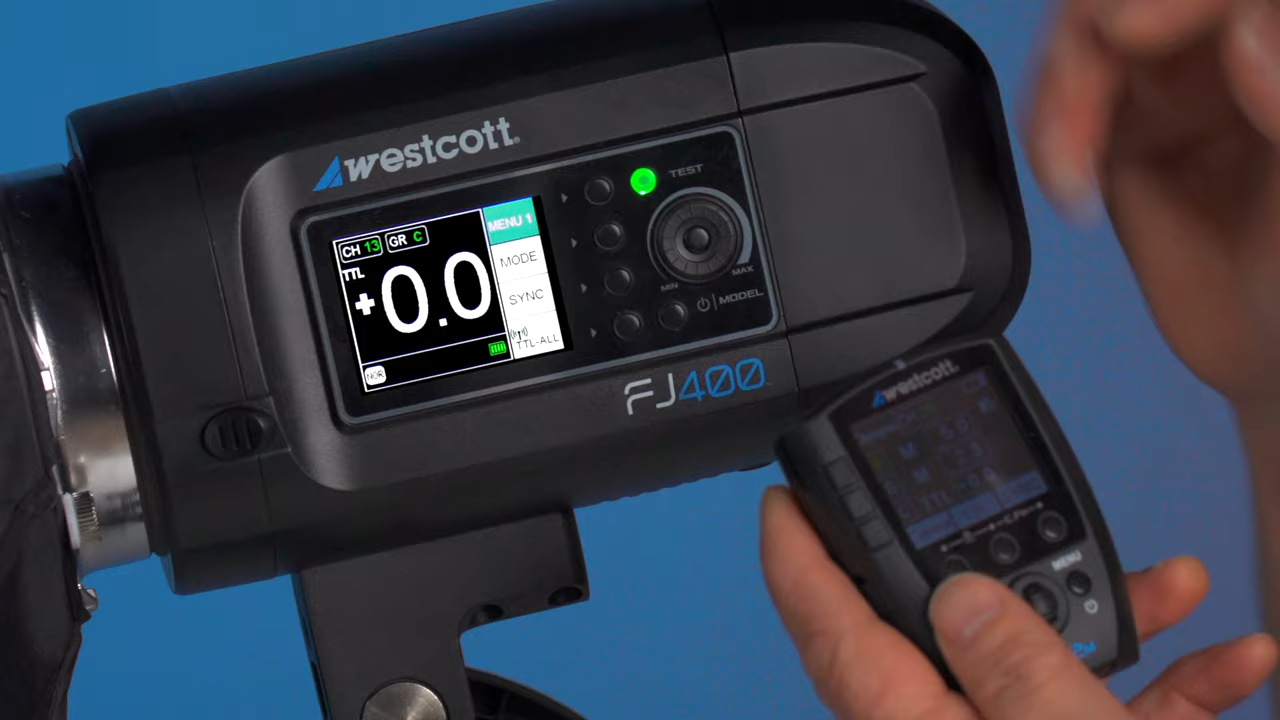 westcott
TEST
CH 13 GR C
MENU 1
TTL
+0.0
MODE
SYNC
TTL-ALL
NOR
MIN
MAX
MODEL
FJ400
westcott
M
M
TTL
MENU